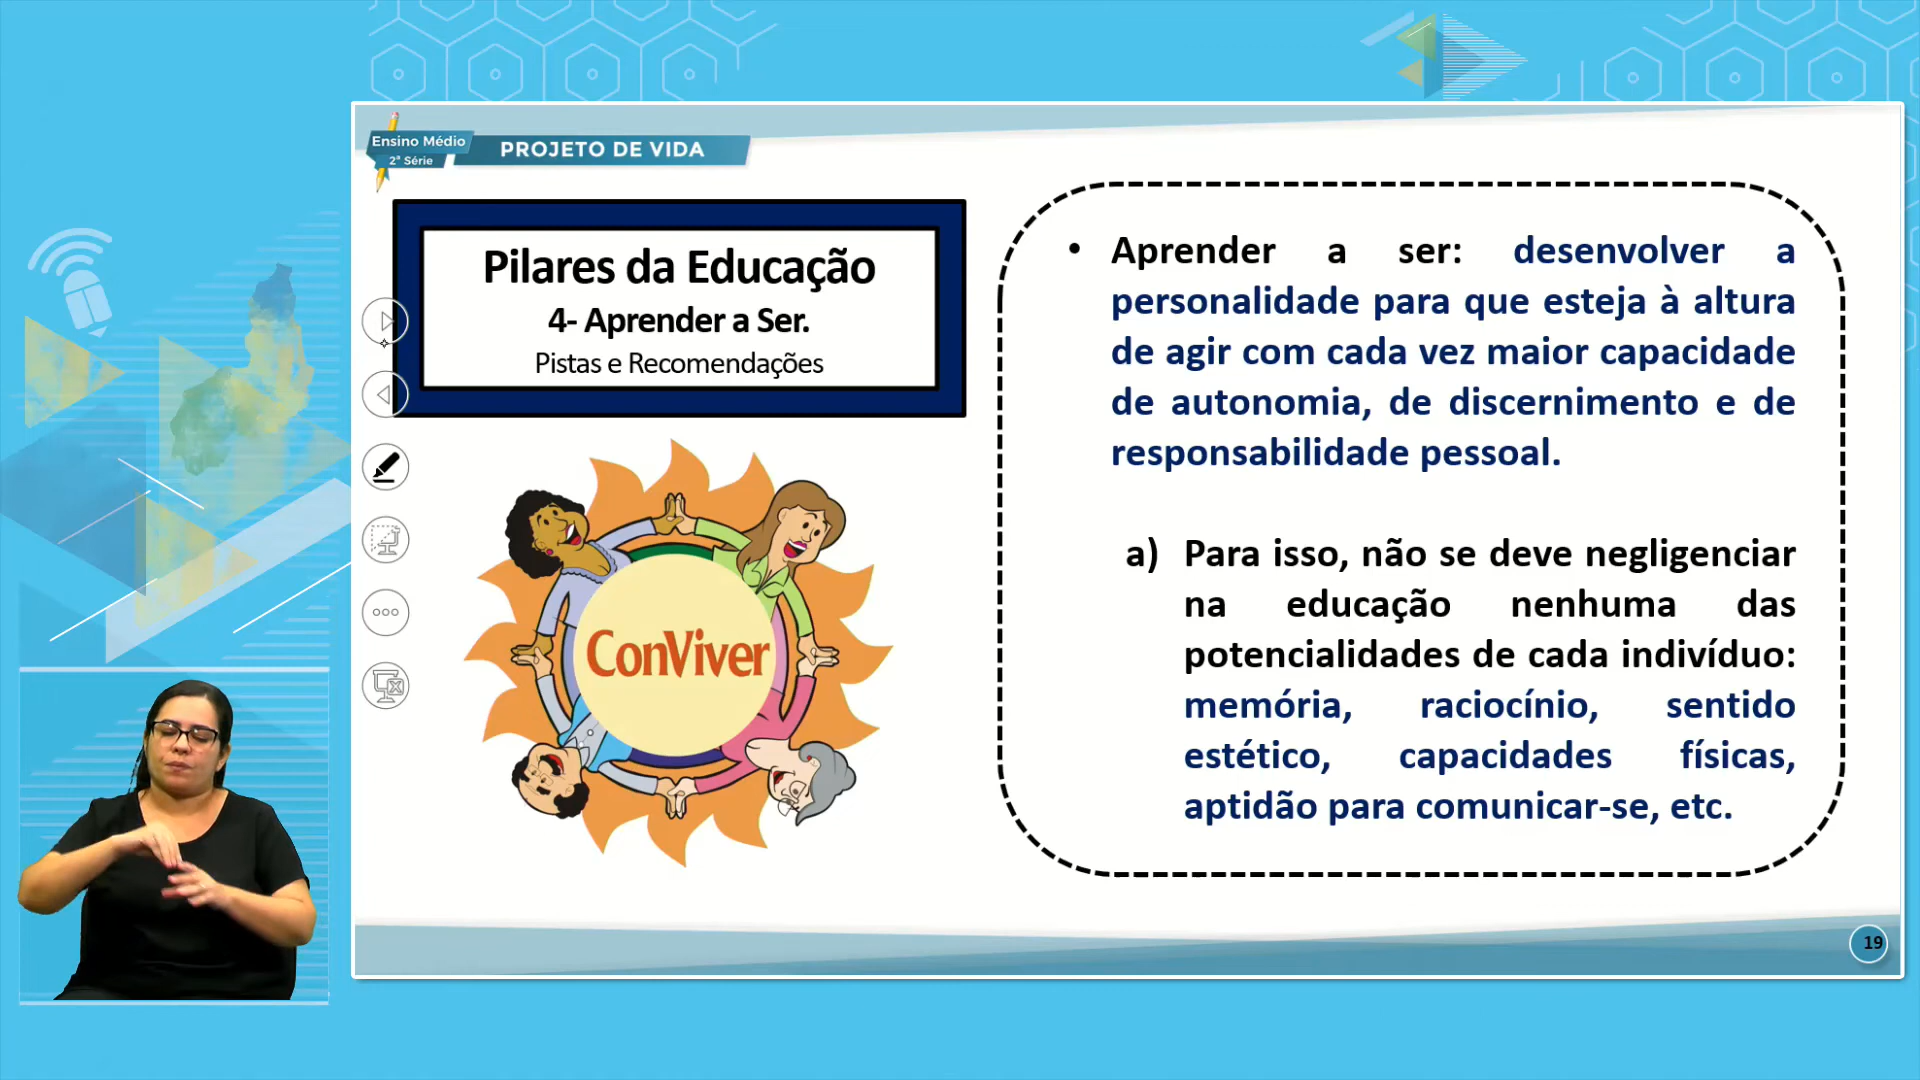 Ensino Médio
2ª Série
PROJETO DE VIDA
Pilares da Educação
4- Aprender a Ser.
Pistas e Recomendações
ConViver
• Aprender a ser: desenvolver a
personalidade para que esteja à altura
de agir com cada vez maior capacidade
de autonomia, de discernimento e de
responsabilidade pessoal.
a) Para isso, não se deve negligenciar
na educação nenhuma das
potencialidades de cada indivíduo:
memória, raciocínio, sentido
estético, capacidades físicas,
aptidão para comunicar-se, etc.
19